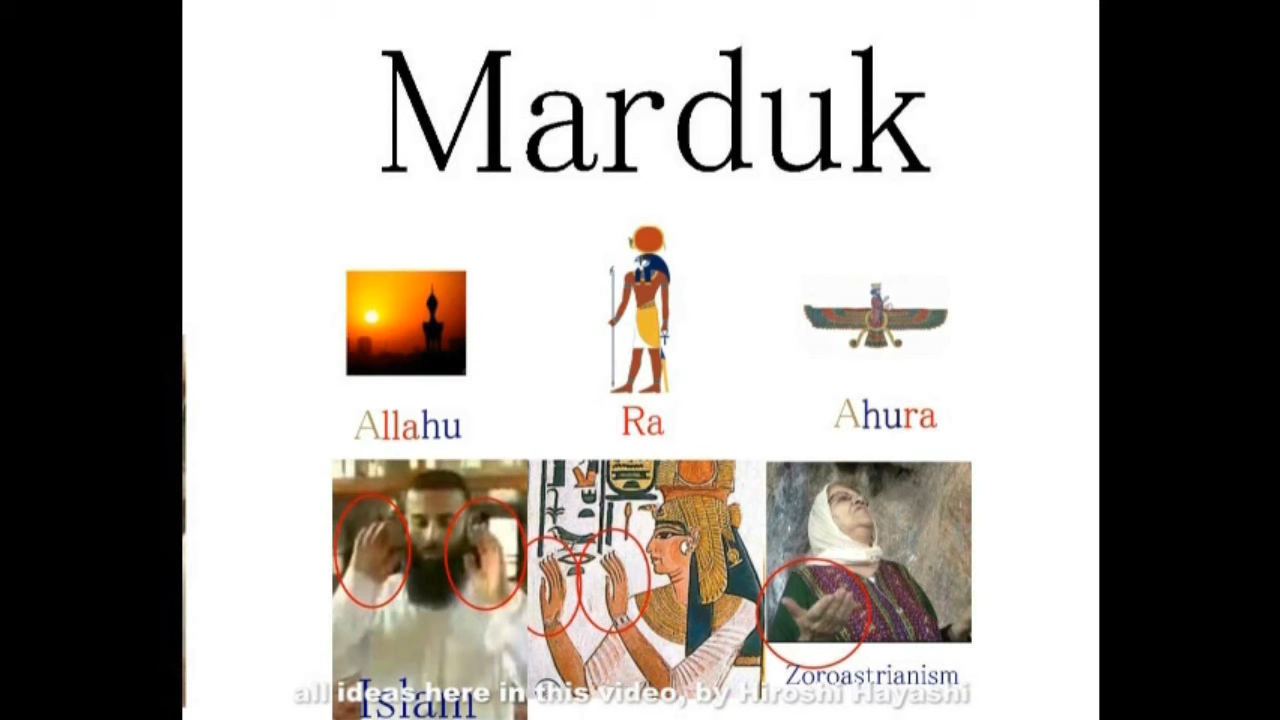 Marduk
Allahu
Ra
Ahura
Zoroastrianism
Islam
all ideas here in this video, by Hiroshi Hayashi